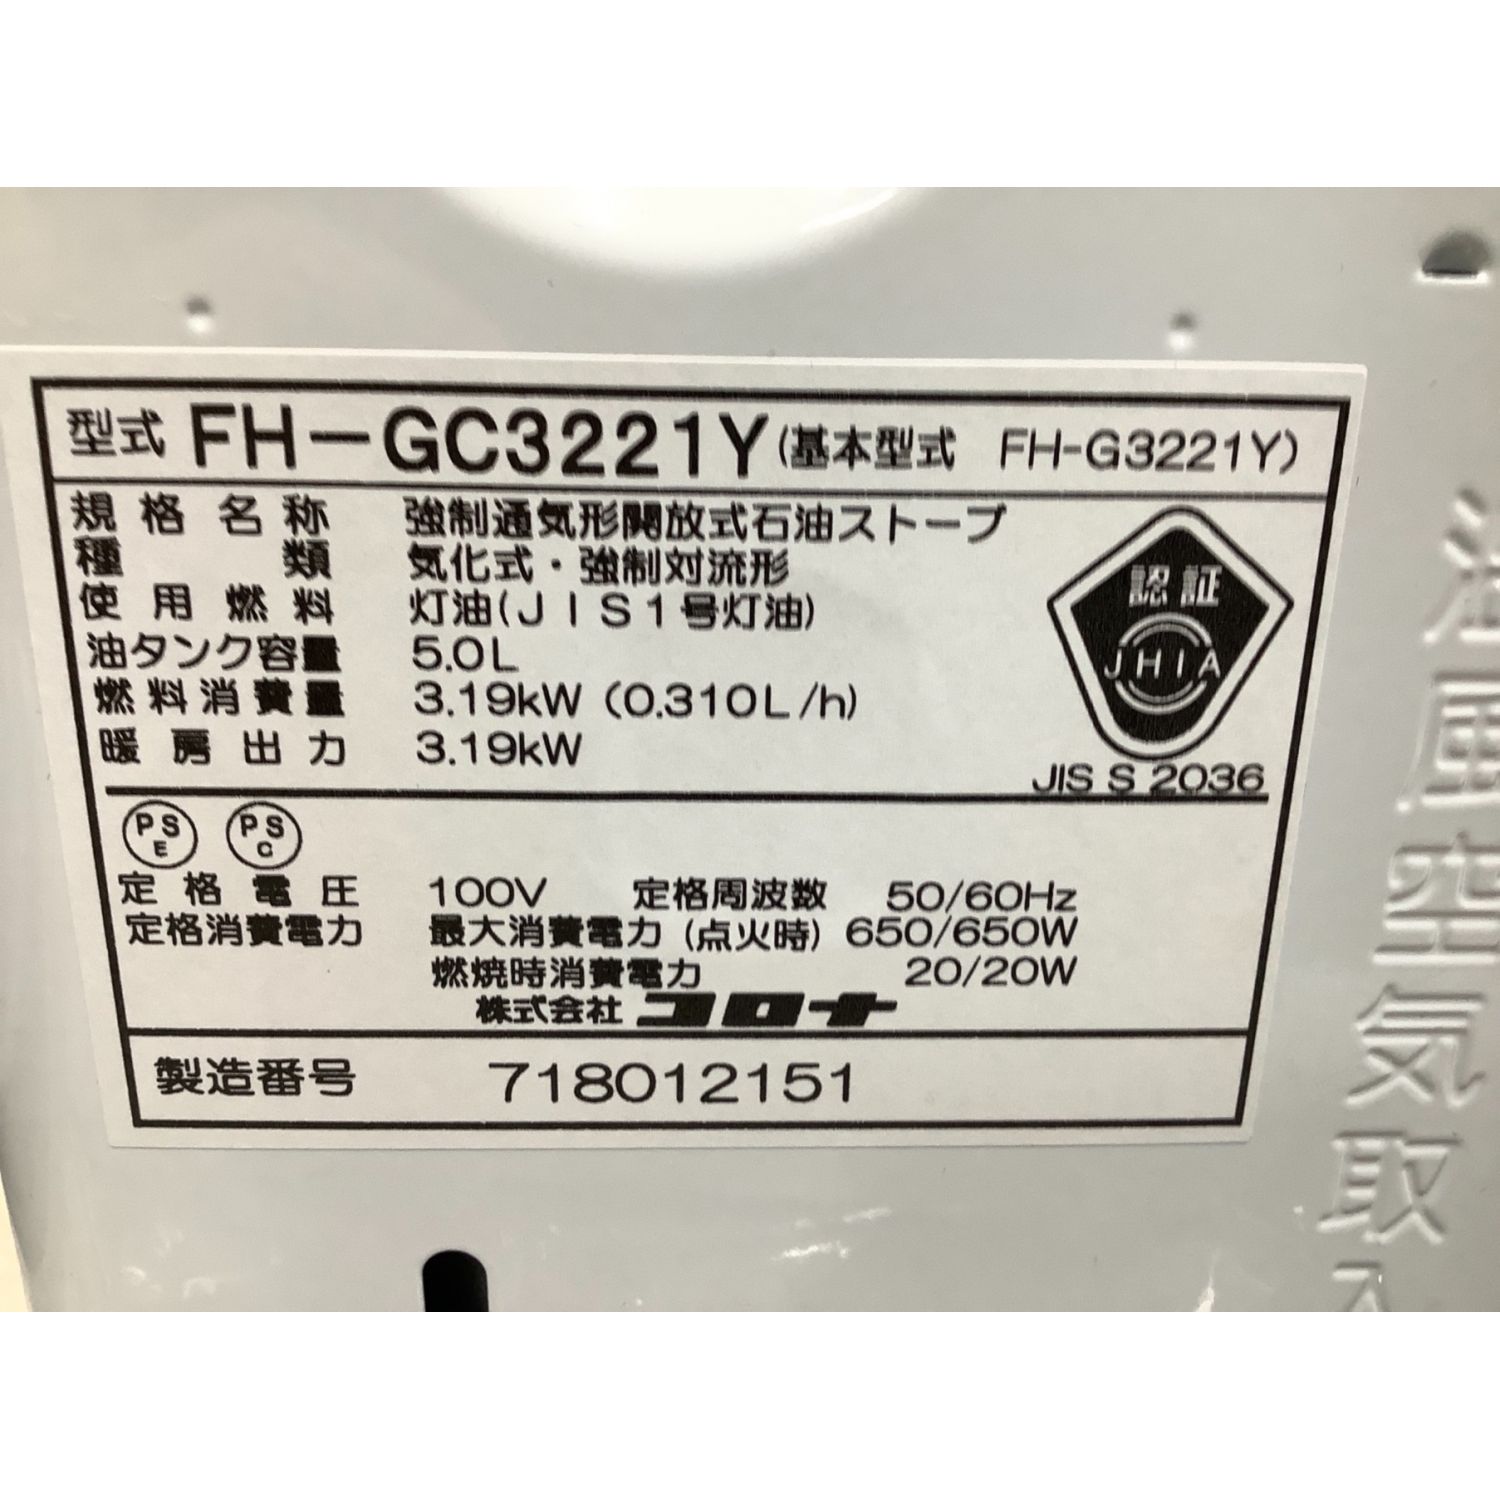 型式 FH-GC3221Y(基本型式 FH-G3221Y)
規格名称 強制通気形開放式石油ストーブ
種類 気化式・強制対流形
使用燃料 灯油(JIS1号灯油)
油タンク容量 5.0L
燃料消費量 3.19kW (0.310L/h)
暖房出力 3.19kW
認証
JHIA
JIS S 2036
PS E PS C
定格電圧 100V 定格周波数 50/60Hz
定格消費電力 最大消費電力(点火時) 650/650W
燃焼時消費電力 20/20W
株式会社 コロナ
製造番号 718012151
温風空気取入